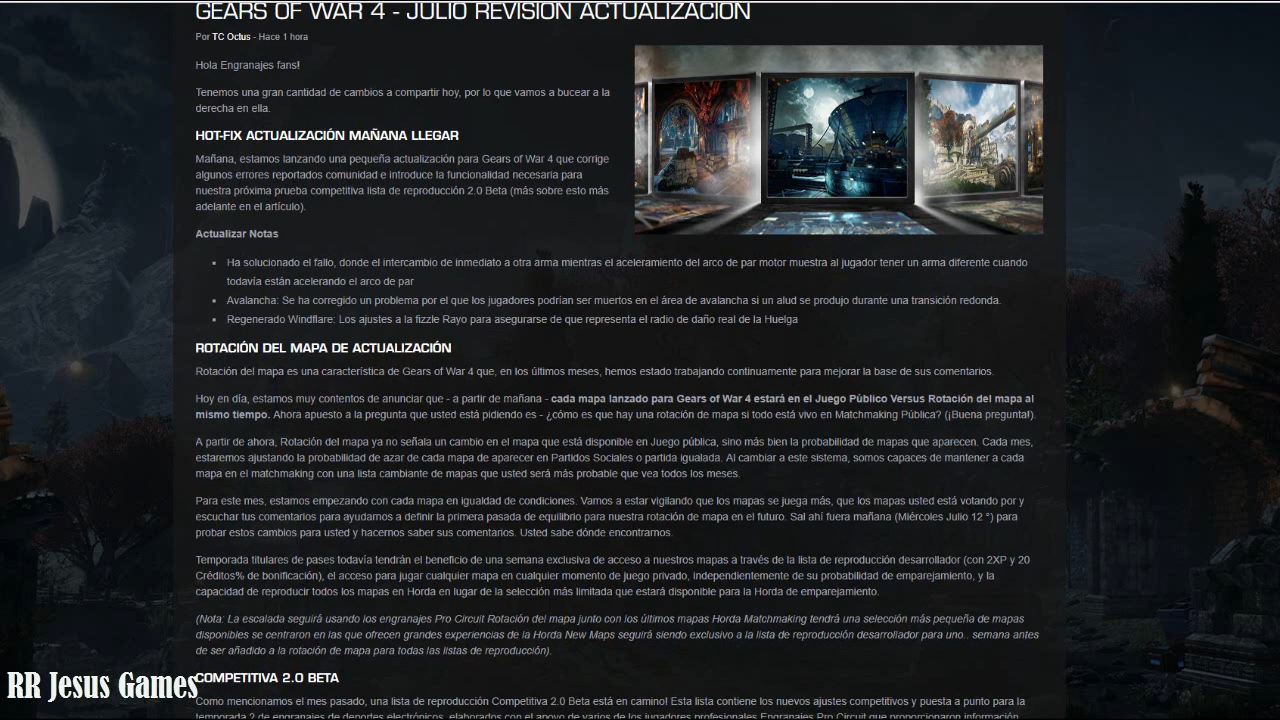 GEARS OF WAR 4 - JULIO REVISIÓN ACTUALIZACIÓN
Por TC Octus - Hace 1 hora
Hola Engranajes fans!
Tenemos una gran cantidad de cambios a compartir hoy, por lo que vamos a bucear a la
derecha en ella.
HOT-FIX ACTUALIZACIÓN MAÑANA LLEGAR
Mañana, estamos lanzando una pequeña actualización para Gears of War 4 que corrige
algunos errores reportados comunidad e introduce la funcionalidad necesaria para
nuestra próxima prueba competitiva lista de reproducción 2.0 Beta (más sobre esto más
adelante en el artículo).
Actualizar Notas
Ha solucionado el fallo, donde el intercambio de inmediato a otra arma mientras el aceleramiento del arco de par motor muestra al jugador tener un arma diferente cuando
todavía están acelerando el arco de par
Avalancha: Se ha corregido un problema por el que los jugadores podrían ser muertos en el área de avalancha si un alud se produjo durante una transición redonda.
Regenerado Windflare: Los ajustes a la fizzle Rayo para asegurarse de que representa el radio de daño real de la Huelga
ROTACIÓN DEL MAPA DE ACTUALIZACIÓN
Rotación del mapa es una característica de Gears of War 4 que, en los últimos meses, hemos estado trabajando continuamente para mejorar la base de sus comentarios.
Hoy en día, estamos muy contentos de anunciar que - a partir de mañana - cada mapa lanzado para Gears of War 4 estará en el Juego Público Versus Rotación del mapa al
mismo tiempo. Ahora apuesto a la pregunta que usted está pidiendo es - ¿cómo es que hay una rotación de mapa si todo está vivo en Matchmaking Pública? (¡Buena pregunta!).
A partir de ahora, Rotación del mapa ya no señala un cambio en el mapa que está disponible en Juego pública, sino más bien la probabilidad de mapas que aparecen. Cada mes,
estaremos ajustando la probabilidad de azar de cada mapa de aparecer en Partidos Sociales o partida igualada. Al cambiar a este sistema, somos capaces de mantener a cada
mapa en el matchmaking con una lista cambiante de mapas que usted será más probable que vea todos los meses.
Para este mes, estamos empezando con cada mapa en igualdad de condiciones. Vamos a estar vigilando que los mapas se juega más, que los mapas usted está votando por y
escuchar tus comentarios para ayudarnos a definir la primera pasada de equilibrio para nuestra rotación de mapa en el futuro. Sal ahí fuera mañana (Miércoles Julio 12 °) para
probar estos cambios para usted y hacernos saber sus comentarios. Usted sabe dónde encontrarnos.
Temporada titulares de pases todavía tendrán el beneficio de una semana exclusiva de acceso a nuestros mapas a través de la lista de reproducción desarrollador (con 2XP y 20
Créditos% de bonificación), el acceso para jugar cualquier mapa en cualquier momento de juego privado, independientemente de su probabilidad de emparejamiento, y la
capacidad de reproducir todos los mapas en Horda en lugar de la selección más limitada que estará disponible para la Horda de emparejamiento.
(Nota: La escalada seguirá usando los engranajes Pro Circuit Rotación del mapa junto con los últimos mapas Horda Matchmaking tendrá una selección más pequeña de mapas
disponibles se centraron en las que ofrecen grandes experiencias de la Horda New Maps seguirá siendo exclusivo a la lista de reproducción desarrollador para uno.. semana antes
de ser añadido a la rotación de mapa para todas las listas de reproducción).
COMPETITIVA 2.0 BETA
Como mencionamos el mes pasado, una lista de reproducción Competitiva 2.0 Beta está en camino! Esta lista contiene los nuevos ajustes competitivos y puesta a punto para la
temporada 2 de engranajes de deportes electrónicos, elaborados con el apoyo de varios de los jugadores profesionales Engranajes Pro Circuit que proporcionaron información
RR Jesus Games